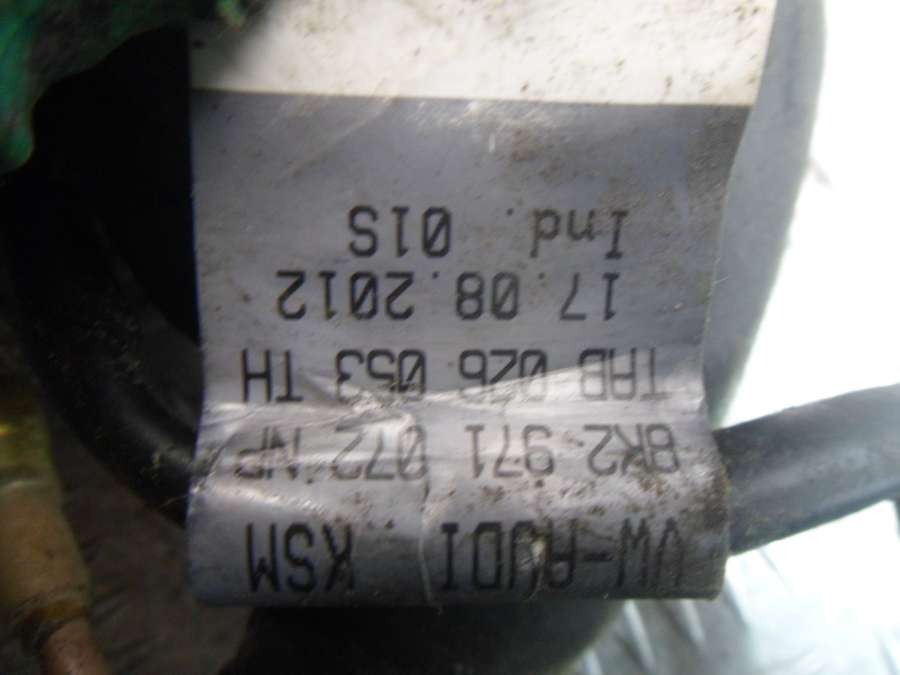 VW-AUDI KSM
8K2 971 072 NP
TAB 026 053 TH
17.08.2012
Ind. 01S